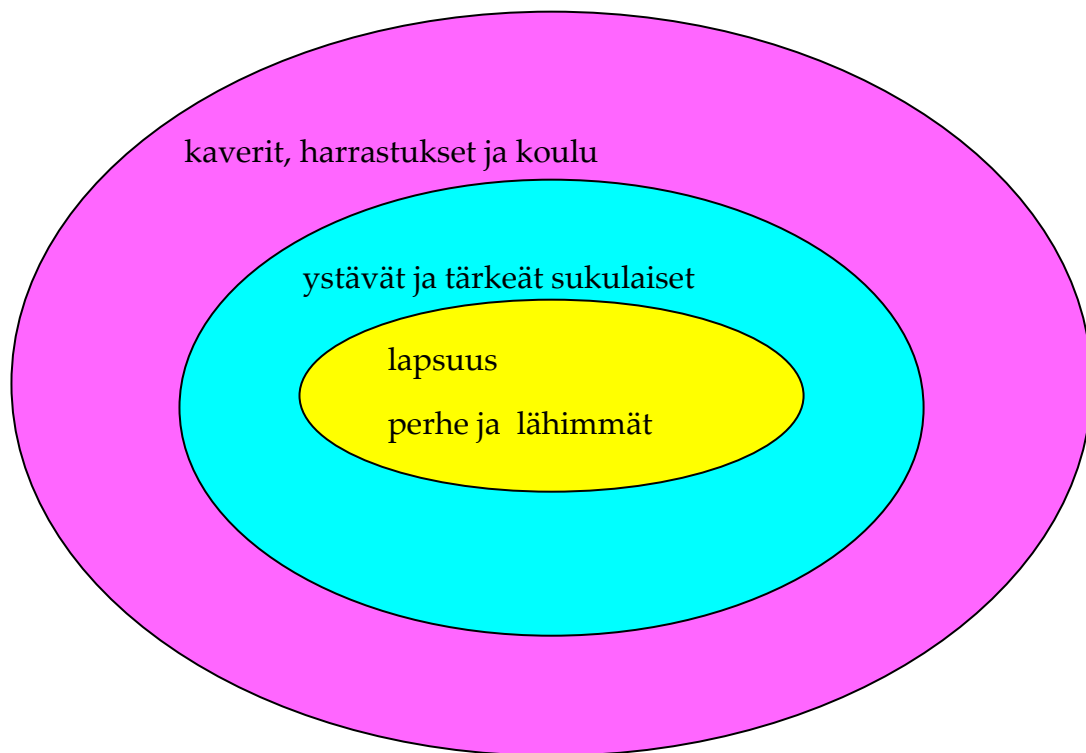 kaverit, harrastukset ja koulu
ystävät ja tärkeät sukulaiset
lapsuus
perhe ja lähimmät